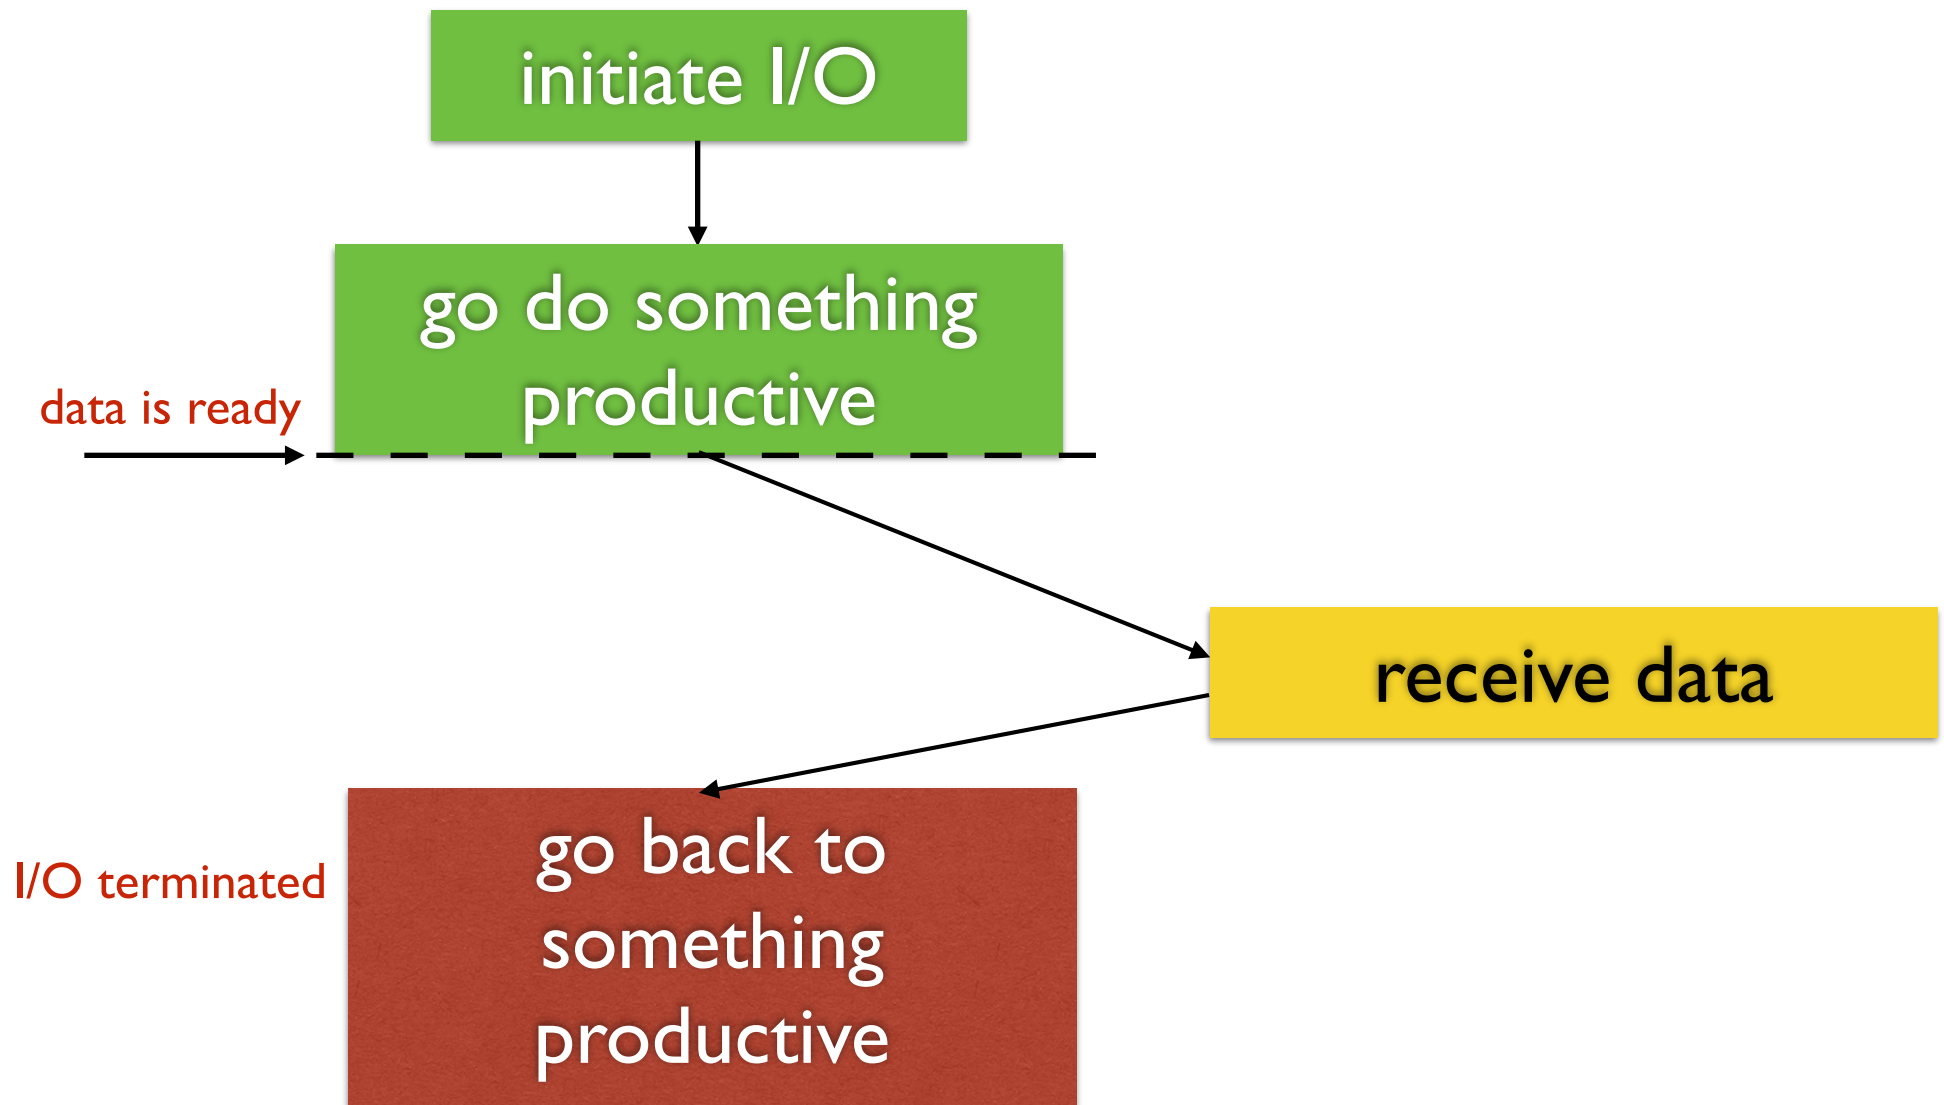 initiate I/O
go do something
productive
data is ready
receive data
go back to
something
productive
I/O terminated